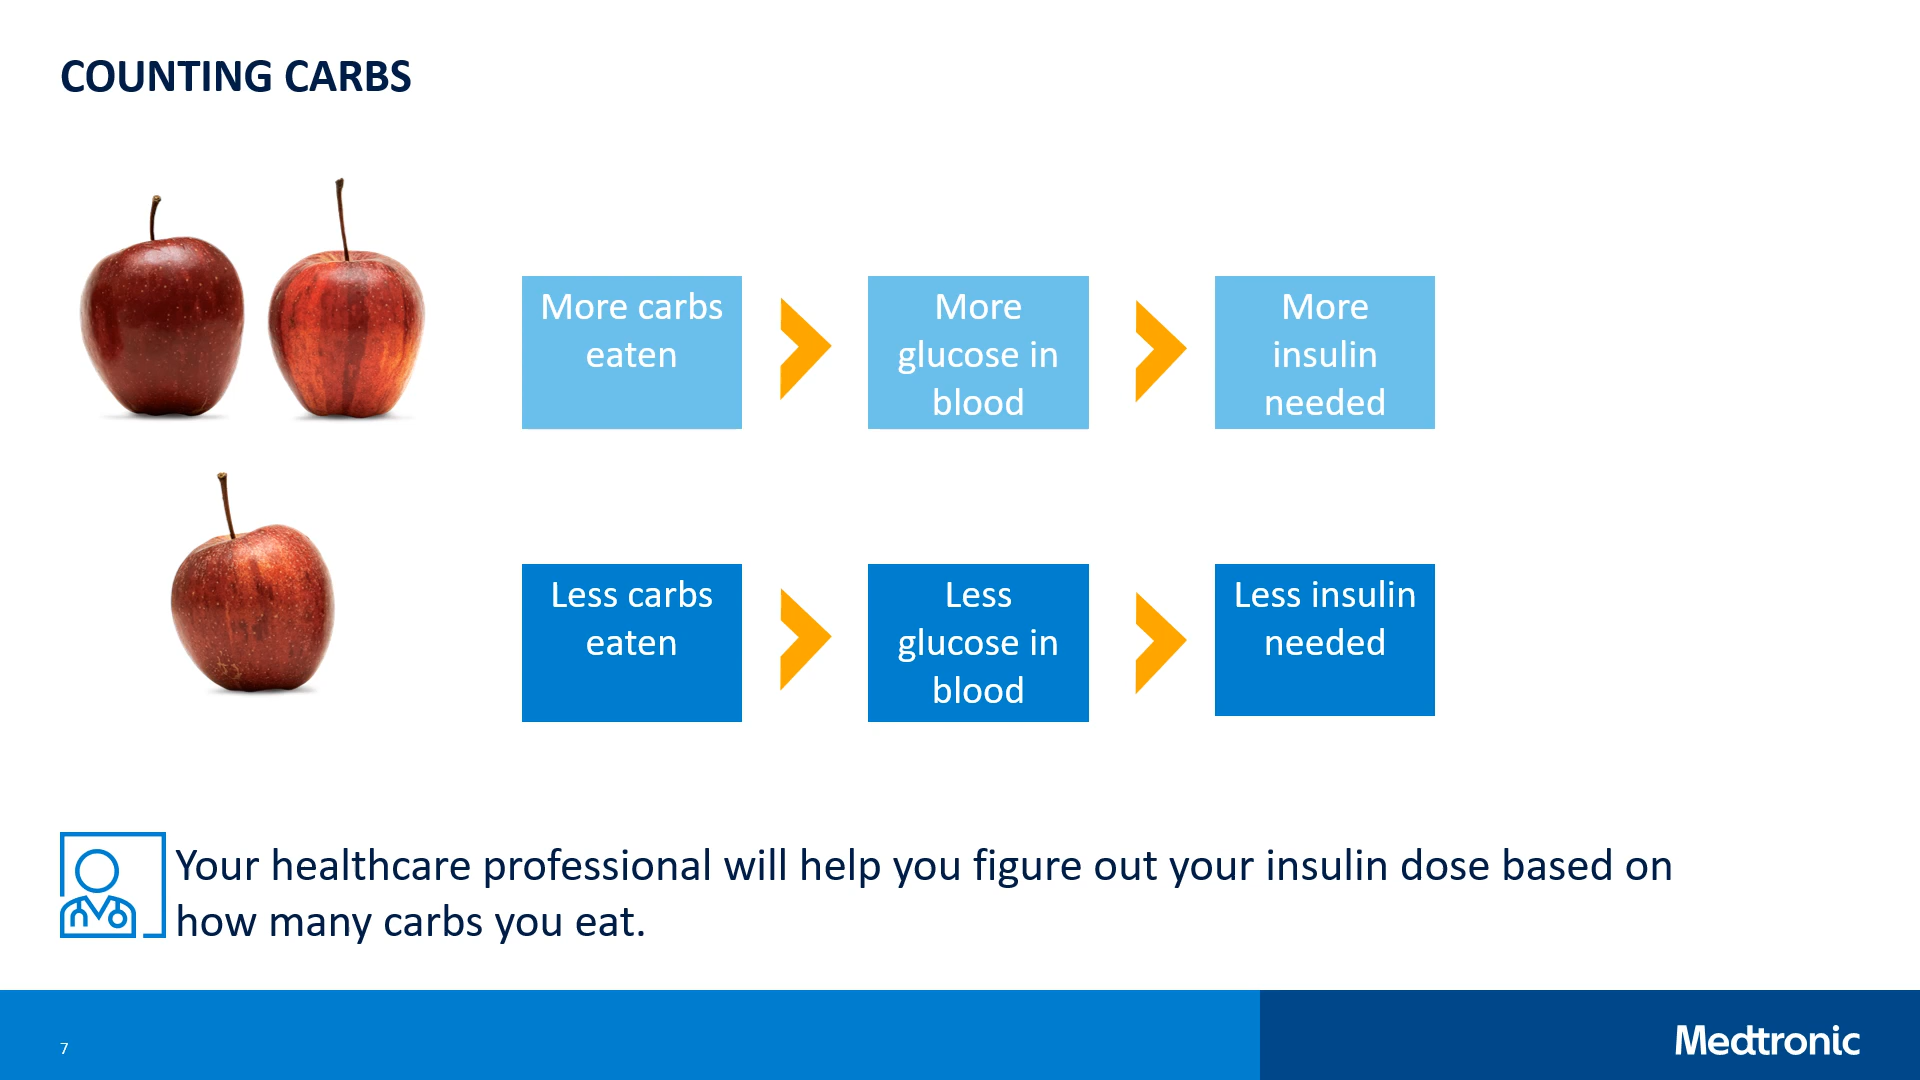 COUNTING CARBS
More carbs
eaten
More
glucose in
blood
More
insulin
needed
Less carbs
eaten
Less
glucose in
blood
Less insulin
needed
Your healthcare professional will help you figure out your insulin dose based on
how many carbs you eat.
7
Medtronic